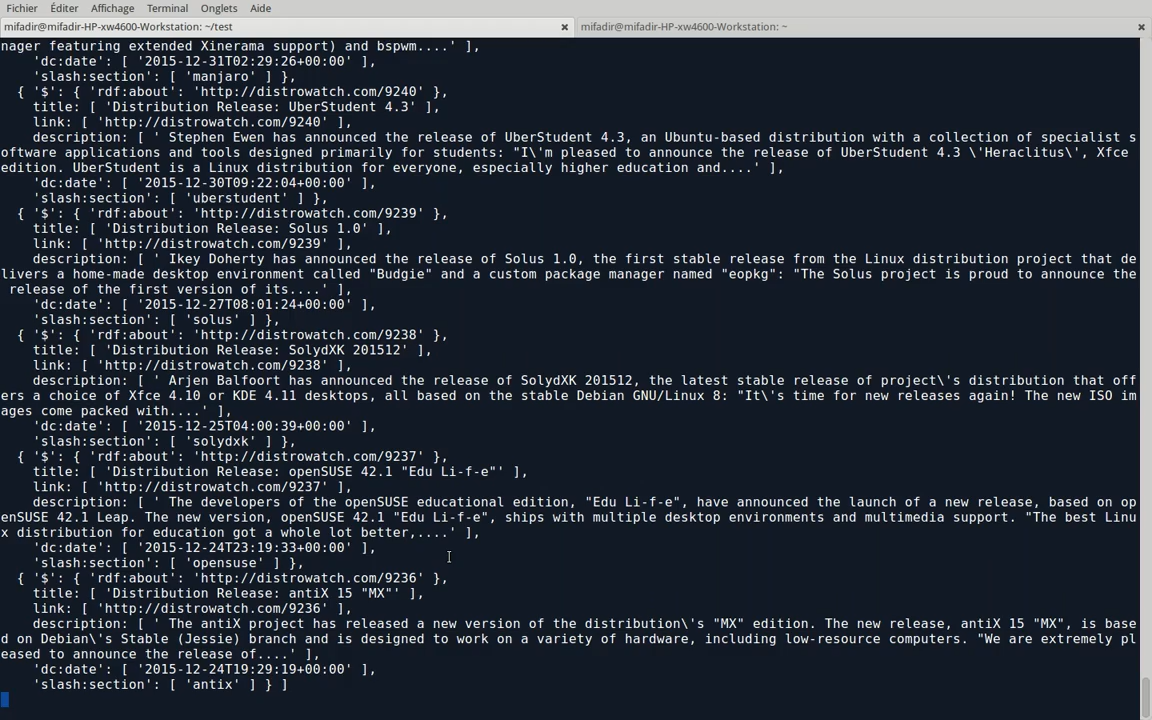 Fichier Éditer Affichage Terminal Onglets Aide
mifadir@mifadir-HP-xw4600-Workstation: ~/test
mifadir@mifadir-HP-xw4600-Workstation: ~
nager featuring extended Xinerama support) and bspwm....' ],
    'dc:date': [ '2015-12-31T02:29:26+00:00' ],
    'slash:section': [ 'manjaro' ] },
  { '$': { 'rdf:about': 'http://distrowatch.com/9240' },
    title: [ 'Distribution Release: UberStudent 4.3' ],
    link: [ 'http://distrowatch.com/9240' ],
    description: [ ' Stephen Ewen has announced the release of UberStudent 4.3, an Ubuntu-based distribution with a collection of specialist s
oftware applications and tools designed primarily for students: "I\'m pleased to announce the release of UberStudent 4.3 \'Heraclitus\', Xfce
edition. UberStudent is a Linux distribution for everyone, especially higher education and....' ],
    'dc:date': [ '2015-12-30T09:22:04+00:00' ],
    'slash:section': [ 'uberstudent' ] },
  { '$': { 'rdf:about': 'http://distrowatch.com/9239' },
    title: [ 'Distribution Release: Solus 1.0' ],
    link: [ 'http://distrowatch.com/9239' ],
    description: [ ' Ikey Doherty has announced the release of Solus 1.0, the first stable release from the Linux distribution project that de
livers a home-made desktop environment called "Budgie" and a custom package manager named "eopkg": "The Solus project is proud to announce the
 release of the first version of its....' ],
    'dc:date': [ '2015-12-27T08:01:24+00:00' ],
    'slash:section': [ 'solus' ] },
  { '$': { 'rdf:about': 'http://distrowatch.com/9238' },
    title: [ 'Distribution Release: SolydXK 201512' ],
    link: [ 'http://distrowatch.com/9238' ],
    description: [ ' Arjen Balfoort has announced the release of SolydXK 201512, the latest stable release of project\'s distribution that off
ers a choice of Xfce 4.10 or KDE 4.11 desktops, all based on the stable Debian GNU/Linux 8: "It\'s time for new releases again! The new ISO im
ages come packed with....' ],
    'dc:date': [ '2015-12-25T04:00:39+00:00' ],
    'slash:section': [ 'solydxk' ] },
  { '$': { 'rdf:about': 'http://distrowatch.com/9237' },
    title: [ 'Distribution Release: openSUSE 42.1 "Edu Li-f-e"' ],
    link: [ 'http://distrowatch.com/9237' ],
    description: [ ' The developers of the openSUSE educational edition, "Edu Li-f-e", have announced the launch of a new release, based on op
enSUSE 42.1 Leap. The new version, openSUSE 42.1 "Edu Li-f-e", ships with multiple desktop environments and multimedia support. "The best Linu
x distribution for education got a whole lot better,....' ],
    'dc:date': [ '2015-12-24T23:19:33+00:00' ],
    'slash:section': [ 'opensuse' ] },
  { '$': { 'rdf:about': 'http://distrowatch.com/9236' },
    title: [ 'Distribution Release: antiX 15 "MX"' ],
    link: [ 'http://distrowatch.com/9236' ],
    description: [ ' The antiX project has released a new version of the distribution\'s "MX" edition. The new release, antiX 15 "MX", is base
d on Debian\'s Stable (Jessie) branch and is designed to work on a variety of hardware, including low-resource computers. "We are extremely pl
eased to announce the release of....' ],
    'dc:date': [ '2015-12-24T19:29:19+00:00' ],
    'slash:section': [ 'antix' ] } ]